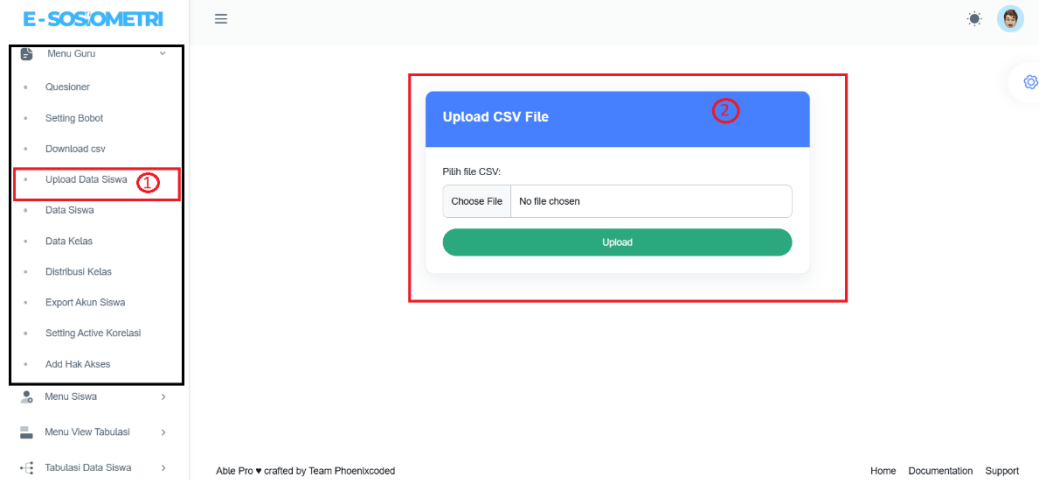 E - SOSIOMETRI
Menu Guru
Quesioner
Setting Bobot
Download csv
Upload Data Siswa
1
Data Siswa
Data Kelas
Distribusi Kelas
Export Akun Siswa
Setting Active Korelasi
Add Hak Akses
Menu Siswa
Menu View Tabulasi
Tabulasi Data Siswa
Upload CSV File
2
Pilih file CSV:
Choose File No file chosen
Upload
Able Pro ♥ crafted by Team Phoenixcoded
Home Documentation Support